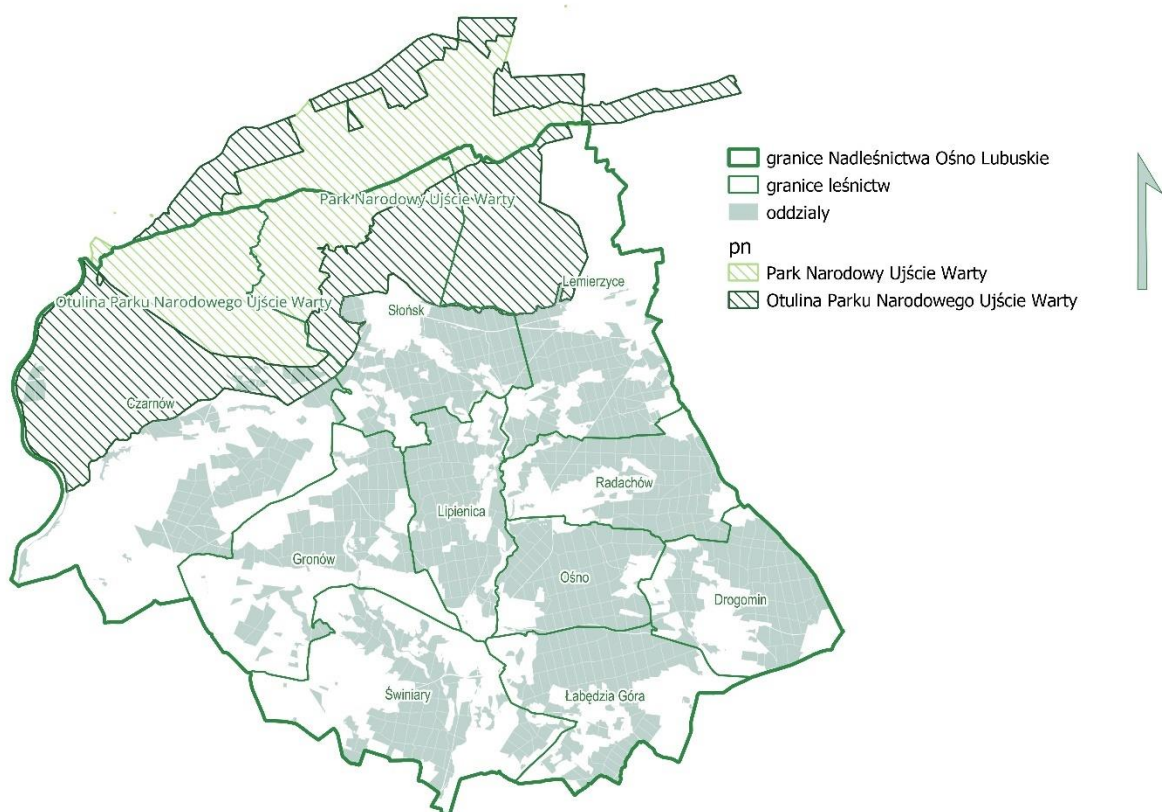 granice Nadleśnictwa Ośno Lubuskie
granice leśnictw
oddzialy
pn
Park Narodowy Ujście Warty
Otulina Parku Narodowego Ujście Warty
Park Narodowy Ujście Warty
Otulina Parku Narodowego Ujście Warty
Lemierzyce
Słońsk
Czarnów
Radachów
Lipienica
Gronów
Ośno
Drogomin
Świniary
Łabędzia Góra